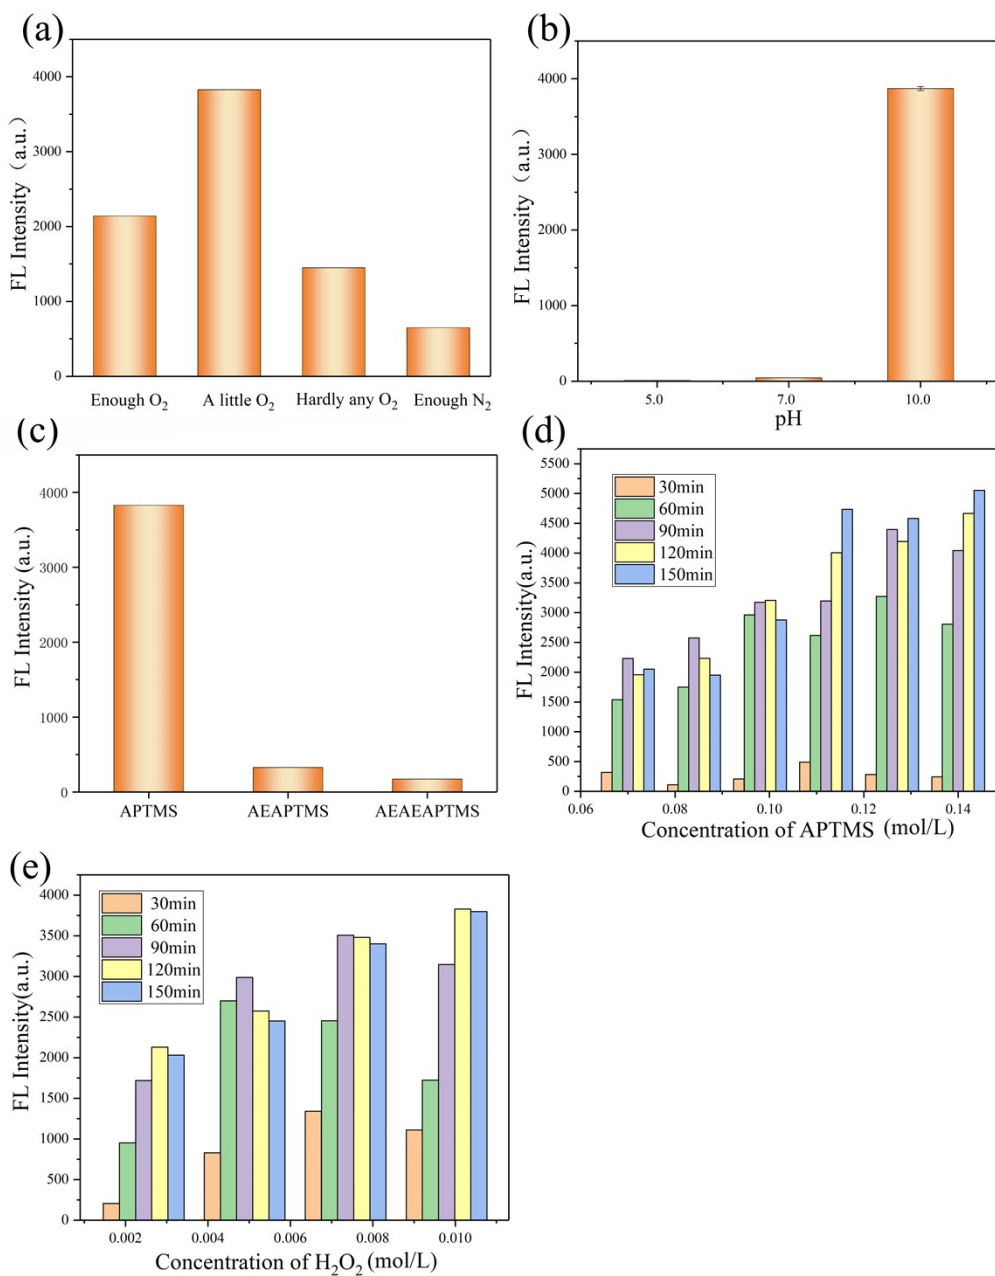 (a)
FL Intensity（a.u.）
4000
3000
2000
1000
0
Enough O₂ A little O₂ Hardly any O₂ Enough N₂
(b)
FL Intensity（a.u.）
4000
3000
2000
1000
0
5.0 7.0 10.0
pH
(c)
FL Intensity (a.u.)
4000
3000
2000
1000
0
APTMS AEAPTMS AEAEAPTMS
(d)
FL Intensity(a.u.)
5500
5000
4500
4000
3500
3000
2500
2000
1500
1000
500
0
30min
60min
90min
120min
150min
0.06 0.08 0.10 0.12 0.14
Concentration of APTMS (mol/L)
(e)
FL Intensity(a.u.)
4000
3500
3000
2500
2000
1500
1000
500
0
30min
60min
90min
120min
150min
0.002 0.004 0.006 0.008 0.010
Concentration of H₂O₂ (mol/L)